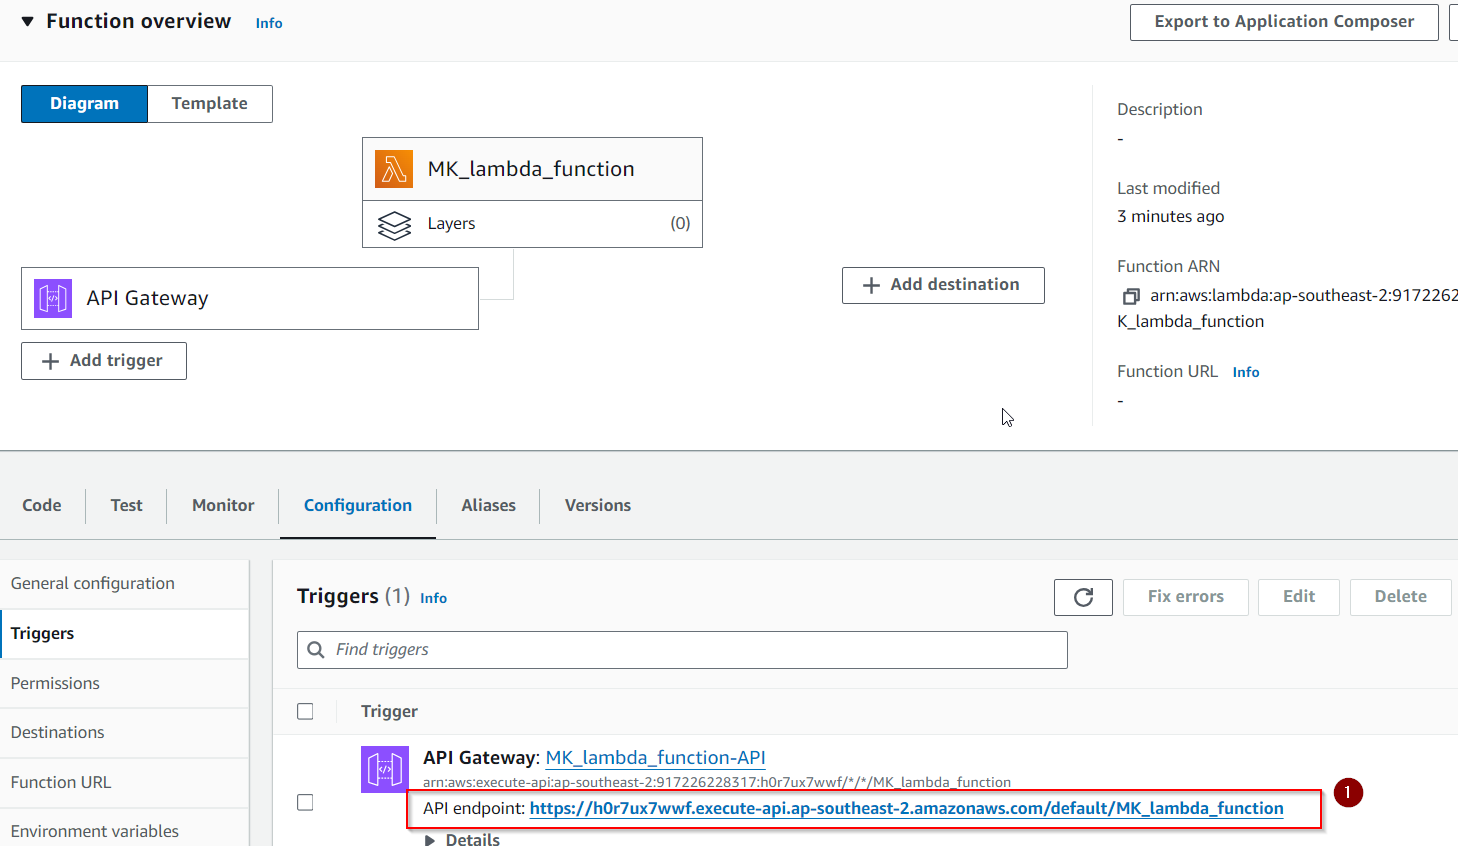 Function overview Info
Export to Application Composer
Diagram
Template
MK_lambda_function
Layers (0)
API Gateway
Add trigger
Add destination
Description
-
Last modified
3 minutes ago
Function ARN
arn:aws:lambda:ap-southeast-2:9172262
K_lambda_function
Function URL Info
-
Code Test Monitor Configuration Aliases Versions
General configuration
Triggers
Permissions
Destinations
Function URL
Environment variables
Triggers (1) Info
Fix errors
Edit
Delete
Find triggers
Trigger
API Gateway: MK_lambda_function-API
arn:aws:execute-api:ap-southeast-2:917226228317:h0r7ux7wwf/*/*/MK_lambda_function
API endpoint: https://h0r7ux7wwf.execute-api.ap-southeast-2.amazonaws.com/default/MK_lambda_function
1
Details